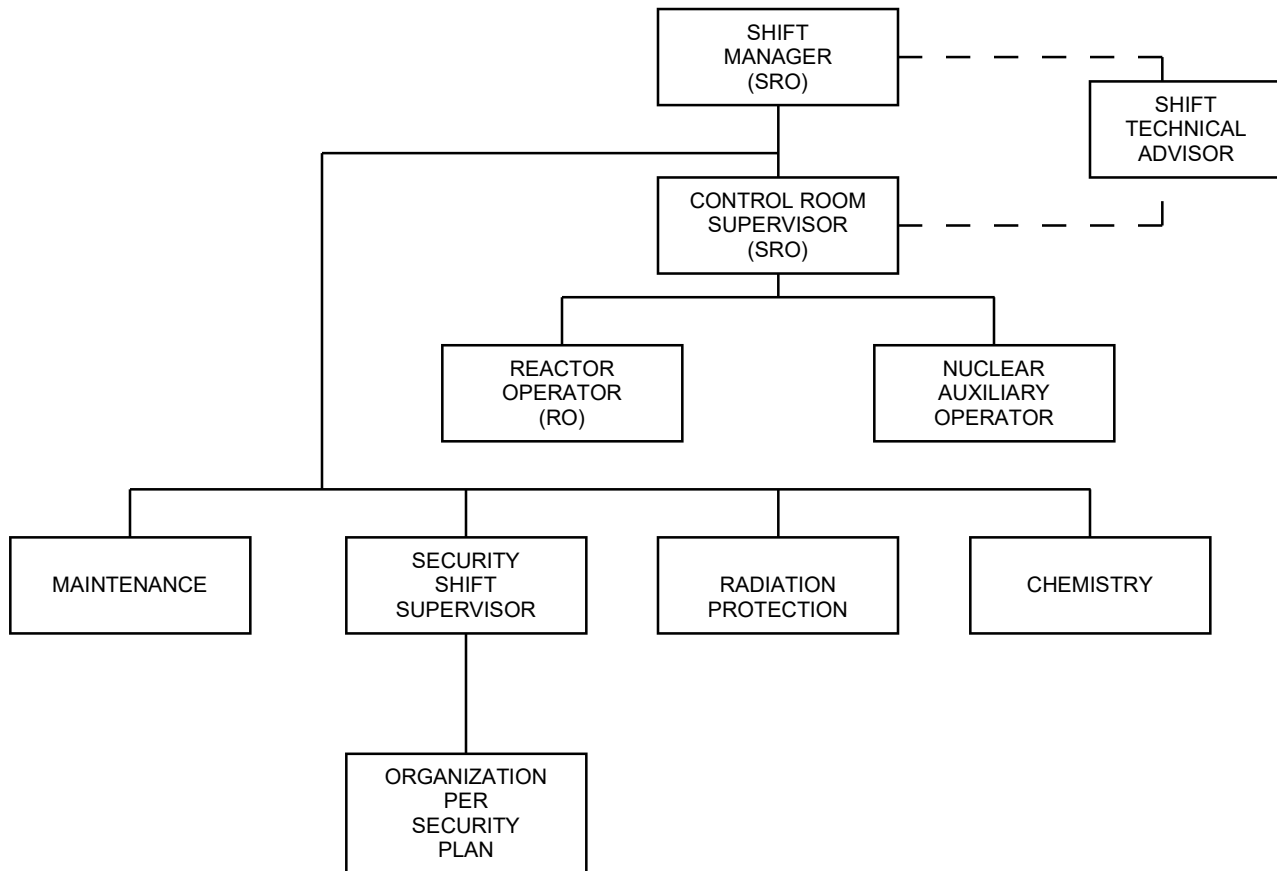 SHIFT
MANAGER
(SRO)
SHIFT
TECHNICAL
ADVISOR
CONTROL ROOM
SUPERVISOR
(SRO)
REACTOR
OPERATOR
(RO)
NUCLEAR
AUXILIARY
OPERATOR
MAINTENANCE
SECURITY
SHIFT
SUPERVISOR
RADIATION
PROTECTION
CHEMISTRY
ORGANIZATION
PER
SECURITY
PLAN